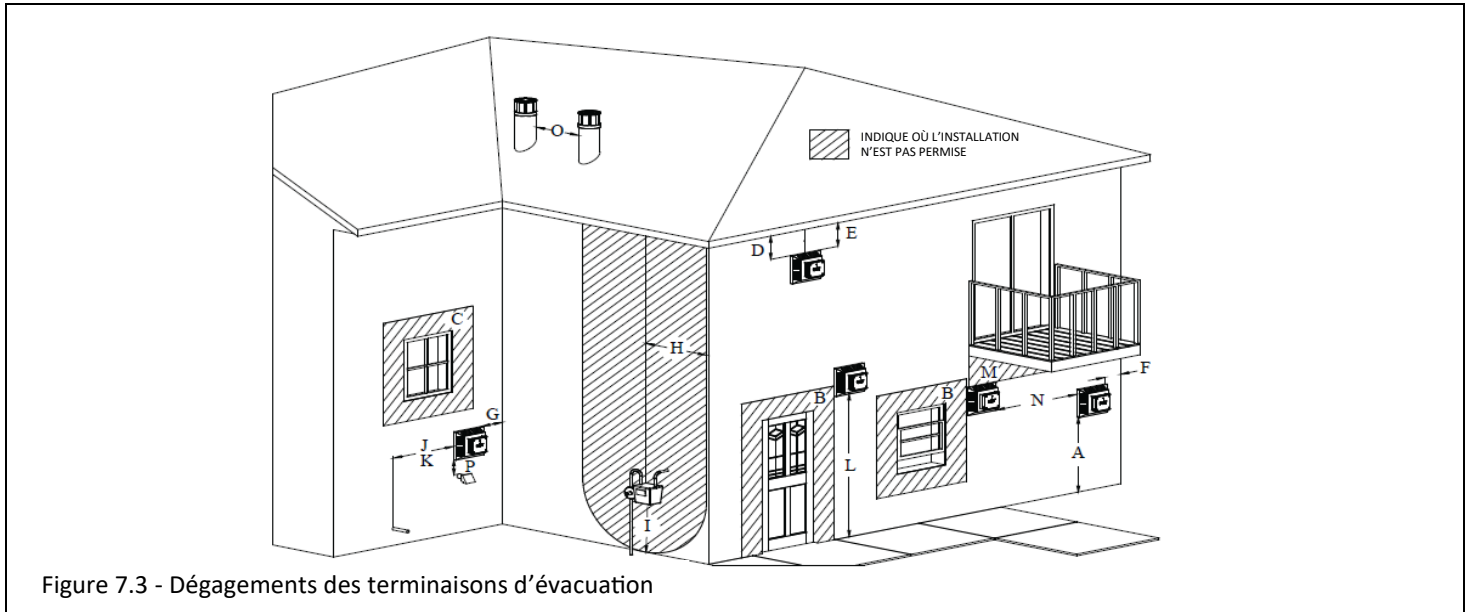 O
INDIQUE OÙ L'INSTALLATION
N'EST PAS PERMISE
D
E
C
H
M
F
B
B
N
G
J
K
P
L
A
I
Figure 7.3 - Dégagements des terminaisons d'évacuation